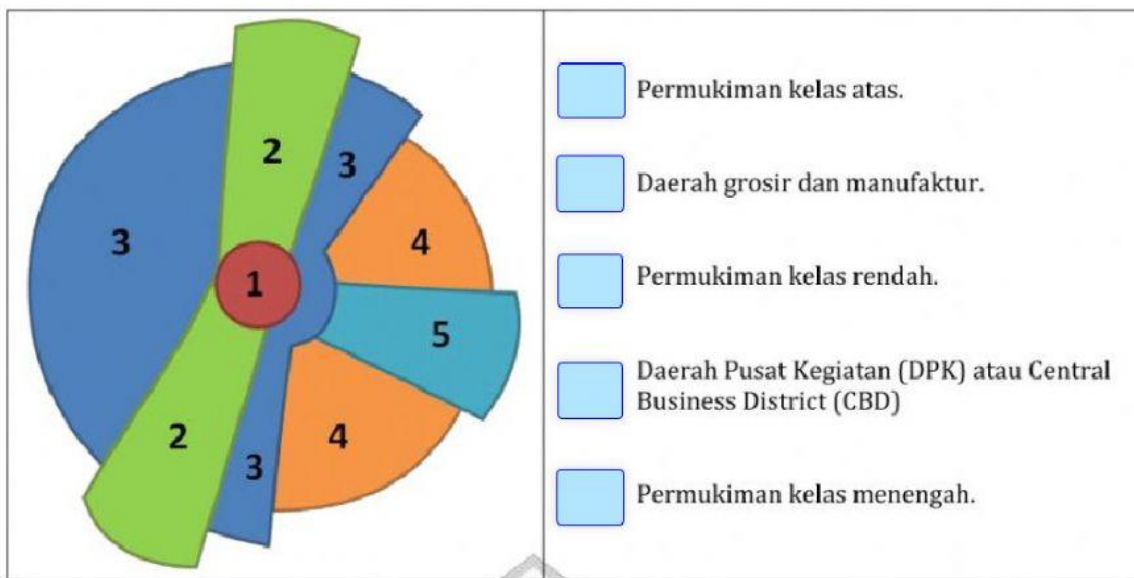 2
3
3
4
1
5
2
3
4
Permukiman kelas atas.
Daerah grosir dan manufaktur.
Permukiman kelas rendah.
Daerah Pusat Kegiatan (DPK) atau Central
Business District (CBD)
Permukiman kelas menengah.